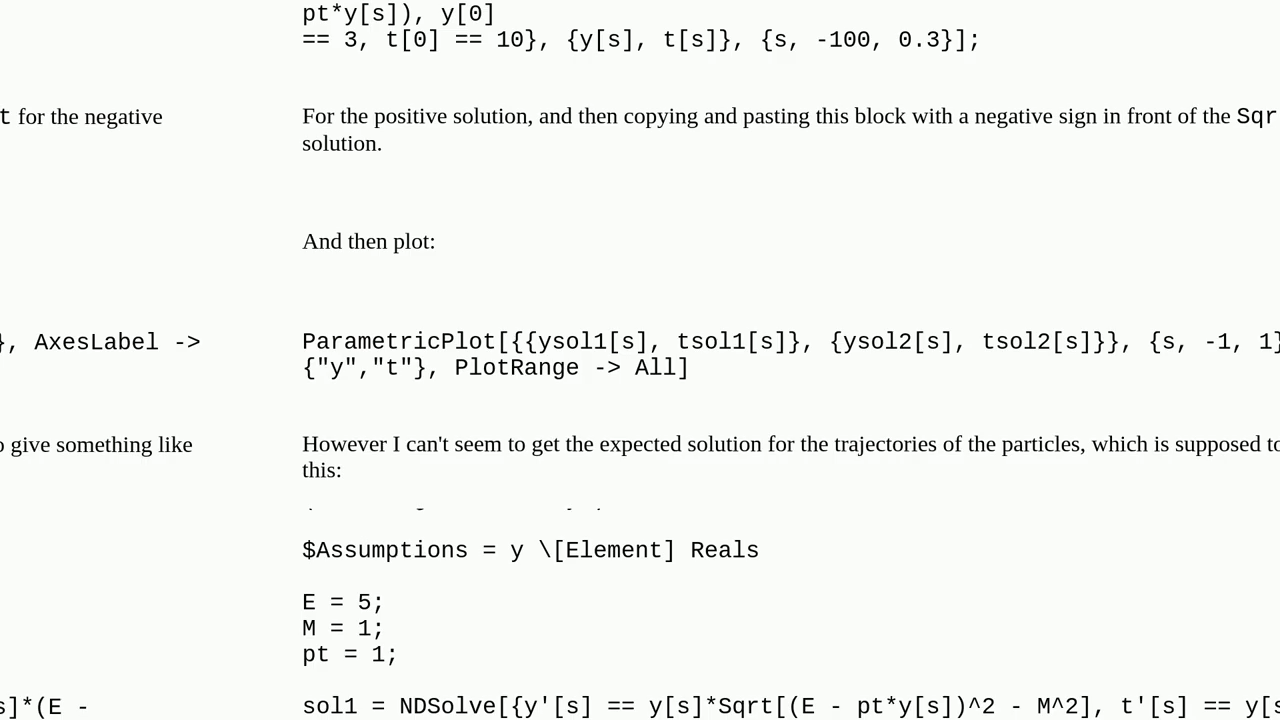 pt*y[s]), y[0]
== 3, t[0] == 10}, {y[s], t[s]}, {s, -100, 0.3}];
t for the negative
For the positive solution, and then copying and pasting this block with a negative sign in front of the Sqr
solution.
And then plot:
}, AxesLabel ->
ParametricPlot[{{ysol1[s], tsol1[s]}, {ysol2[s], tsol2[s]}}, {s, -1, 1}
{"y","t"}, PlotRange -> All]
o give something like
However I can't seem to get the expected solution for the trajectories of the particles, which is supposed to
this:
$Assumptions = y \[Element] Reals
E = 5;
M = 1;
pt = 1;
s]*(E -
sol1 = NDSolve[{y'[s] == y[s]*Sqrt[(E - pt*y[s])^2 - M^2], t'[s] == y[s